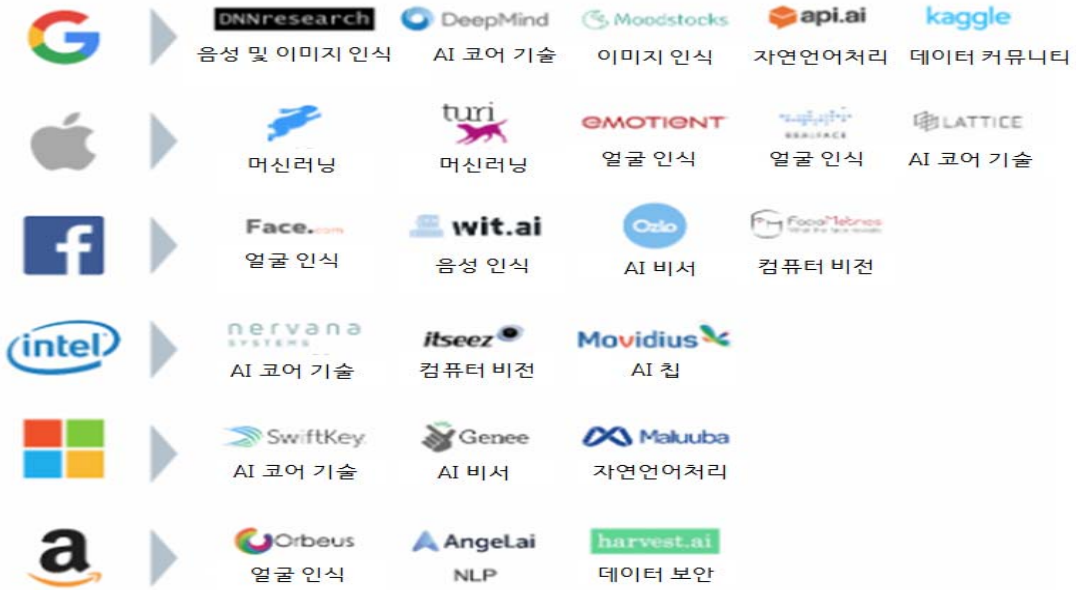 DNNresearch DeepMind Moodstocks api.ai kaggle
음성 및 이미지 인식 AI 코어 기술 이미지 인식 자연언어처리 데이터 커뮤니티
turi EMOTIENT REALFACE LATTICE
머신러닝 머신러닝 얼굴 인식 얼굴 인식 AI 코어 기술
Face.com wit.ai Ozlo FacioMetrics
얼굴 인식 음성 인식 AI 비서 컴퓨터 비전
intel nervana itseez Movidius
SYSTEMS
AI 코어 기술 컴퓨터 비전 AI 칩
SwiftKey Genee Maluuba
AI 코어 기술 AI 비서 자연언어처리
a Orbeus Angel.ai harvest.ai
얼굴 인식 NLP 데이터 보안